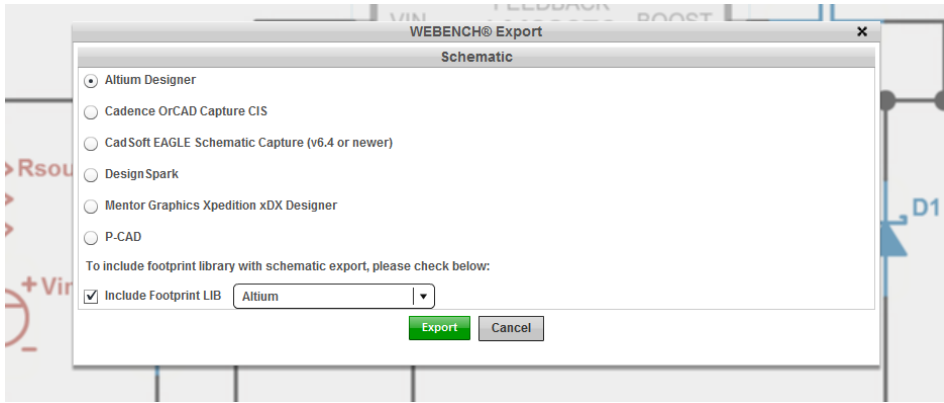 FEEDBACK
VIN
BOOST
WEBENCH® Export
Schematic
Altium Designer
Cadence OrCAD Capture CIS
CadSoft EAGLE Schematic Capture (v6.4 or newer)
DesignSpark
Mentor Graphics Xpedition xDX Designer
P-CAD
To include footprint library with schematic export, please check below:
Include Footprint LIB Altium
Export Cancel
Rsou
+ Vin
D1